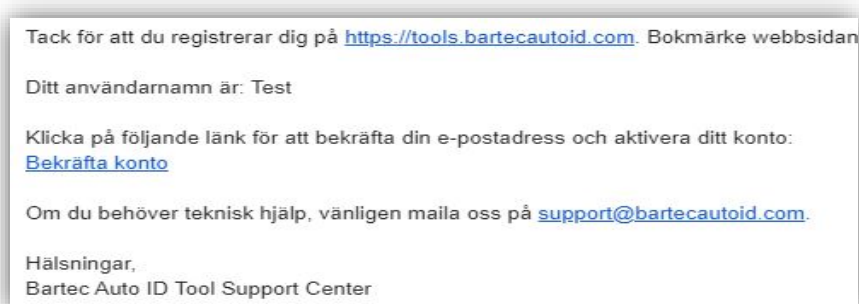 Tack för att du registrerar dig på https://tools.bartecautoid.com. Bokmärke webbsidan
Ditt användarnamn är: Test
Klicka på följande länk för att bekräfta din e-postadress och aktivera ditt konto:
Bekräfta konto
Om du behöver teknisk hjälp, vänligen maila oss på support@bartecautoid.com.
Hälsningar,
Bartec Auto ID Tool Support Center